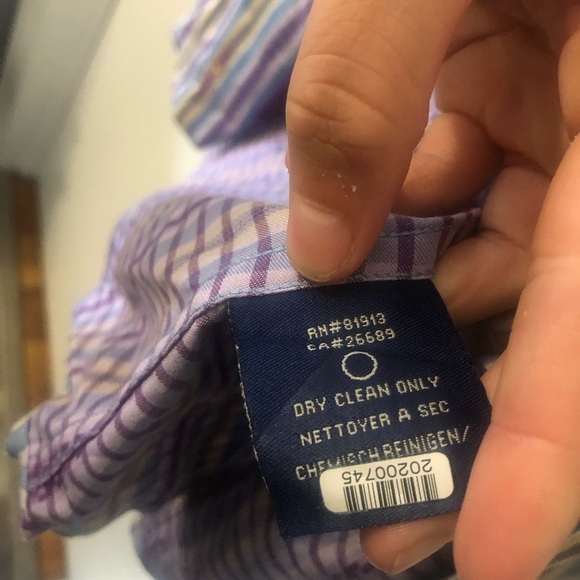 RN#81913
CA#26689
DRY CLEAN ONLY
NETTOYER A SEC
CHEMISCH REINIGEN/
20200745